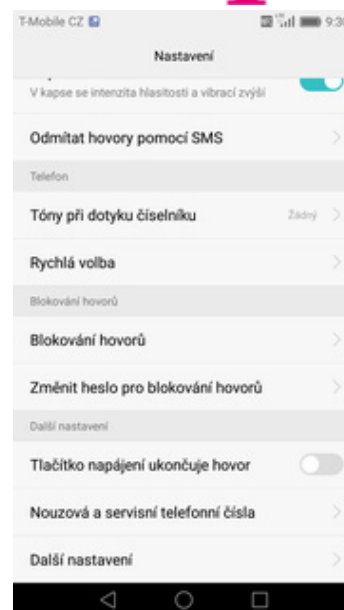 T-Mobile CZ
Nastavení
V kapse se intenzita hlasitosti a vibrací zvýší
Odmítat hovory pomocí SMS
Telefon
Tóny při dotyku číselníku Žádný
Rychlá volba
Blokování hovorů
Blokování hovorů
Změnit heslo pro blokování hovorů
Další nastavení
Tlačítko napájení ukončuje hovor
Nouzová a servisní telefonní čísla
Další nastavení